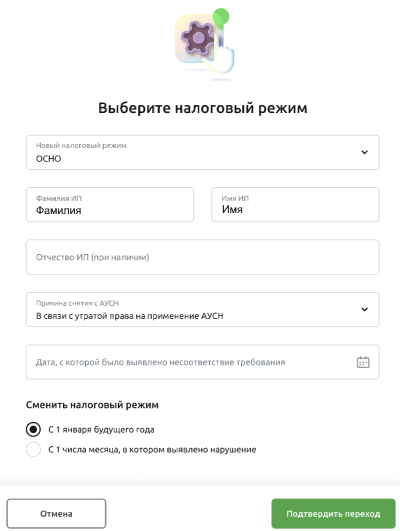 Выберите налоговый режим
Новый налоговый режим
ОСНО
Фамилия ИП
Фамилия
Имя ИП
Имя
Отчество ИП (при наличии)
Причина снятия с АУСН
В связи с утратой права на применение АУСН
Дата, с которой было выявлено несоответствие требования
Сменить налоговый режим
С 1 января будущего года
С 1 числа месяца, в котором выявлено нарушение
Отмена
Подтвердить переход